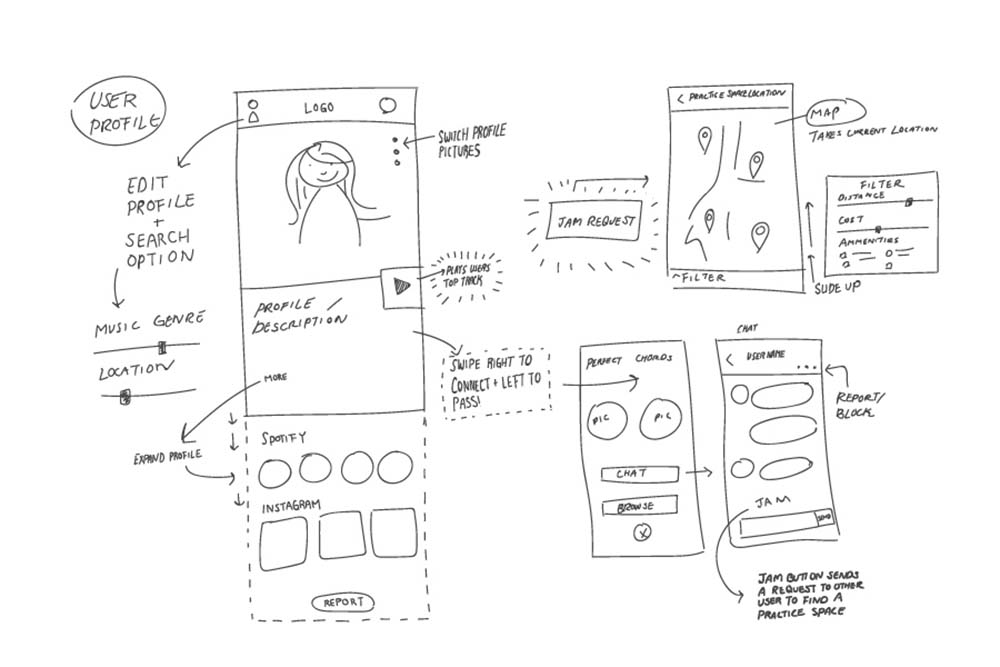 USER
PROFILE
LOGO
SWITCH PROFILE
PICTURES
EDIT
PROFILE
+
SEARCH
OPTION
MUSIC GENRE
LOCATION
PLAYS USERS
TOP TRACK
PROFILE /
DESCRIPTION
MORE
EXPAND PROFILE
SWIPE RIGHT TO
CONNECT + LEFT TO
PASS!
SPOTIFY
INSTAGRAM
REPORT
JAM REQUEST
< PRACTICE SPACE LOCATION
MAP
TAKES CURRENT LOCATION
^FILTER
FILTER
DISTANCE
COST
AMMENITIES
SLIDE UP
PERFECT CHORDS
PIC
PIC
CHAT
BROWSE
X
CHAT
< USERNAME
...
REPORT/
BLOCK
JAM
SEND
JAM BUTTON SENDS
A REQUEST TO OTHER
USER TO FIND A
PRACTICE SPACE